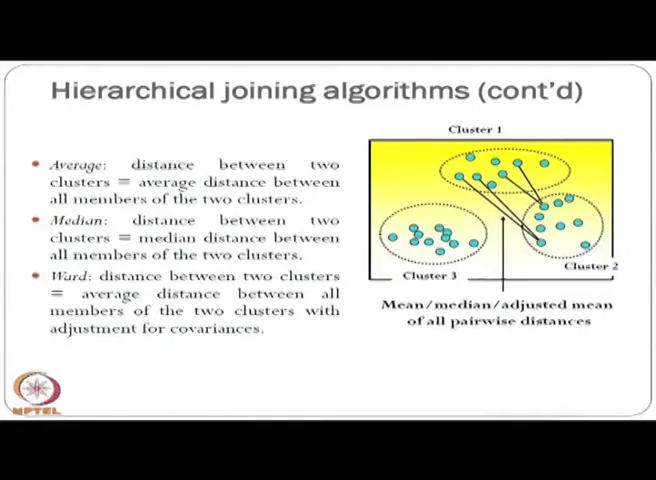 Hierarchical joining algorithms (cont'd)
• Average: distance between two
clusters = average distance between
all members of the two clusters.
• Median: distance between two
clusters = median distance between
all members of the two clusters.
• Ward: distance between two clusters
= average distance between all
members of the two clusters with
adjustment for covariances.
Cluster 1
Cluster 2
Cluster 3
Mean/median/adjusted mean
of all pairwise distances
NPTEL